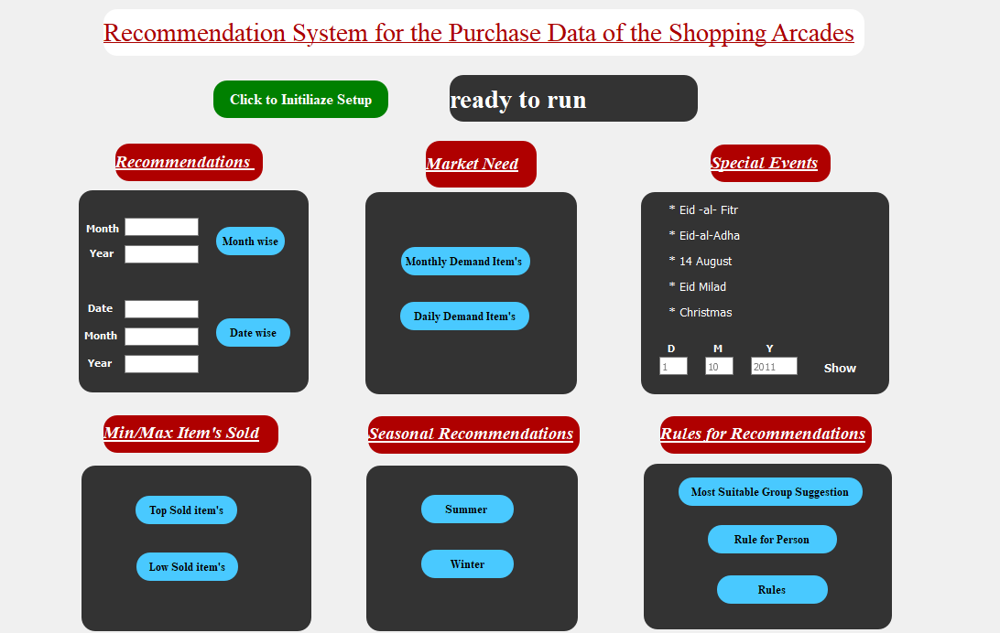 Recommendation System for the Purchase Data of the Shopping Arcades
Click to Initiliaze Setup
ready to run
Recommendations
Month
Year
Month wise
Date
Month
Year
Date wise
Market Need
Monthly Demand Item's
Daily Demand Item's
Special Events
* Eid -al- Fitr
* Eid-al-Adha
* 14 August
* Eid Milad
* Christmas
D M Y
1 10 2011 Show
Min/Max Item's Sold
Top Sold item's
Low Sold item's
Seasonal Recommendations
Summer
Winter
Rules for Recommendations
Most Suitable Group Suggestion
Rule for Person
Rules